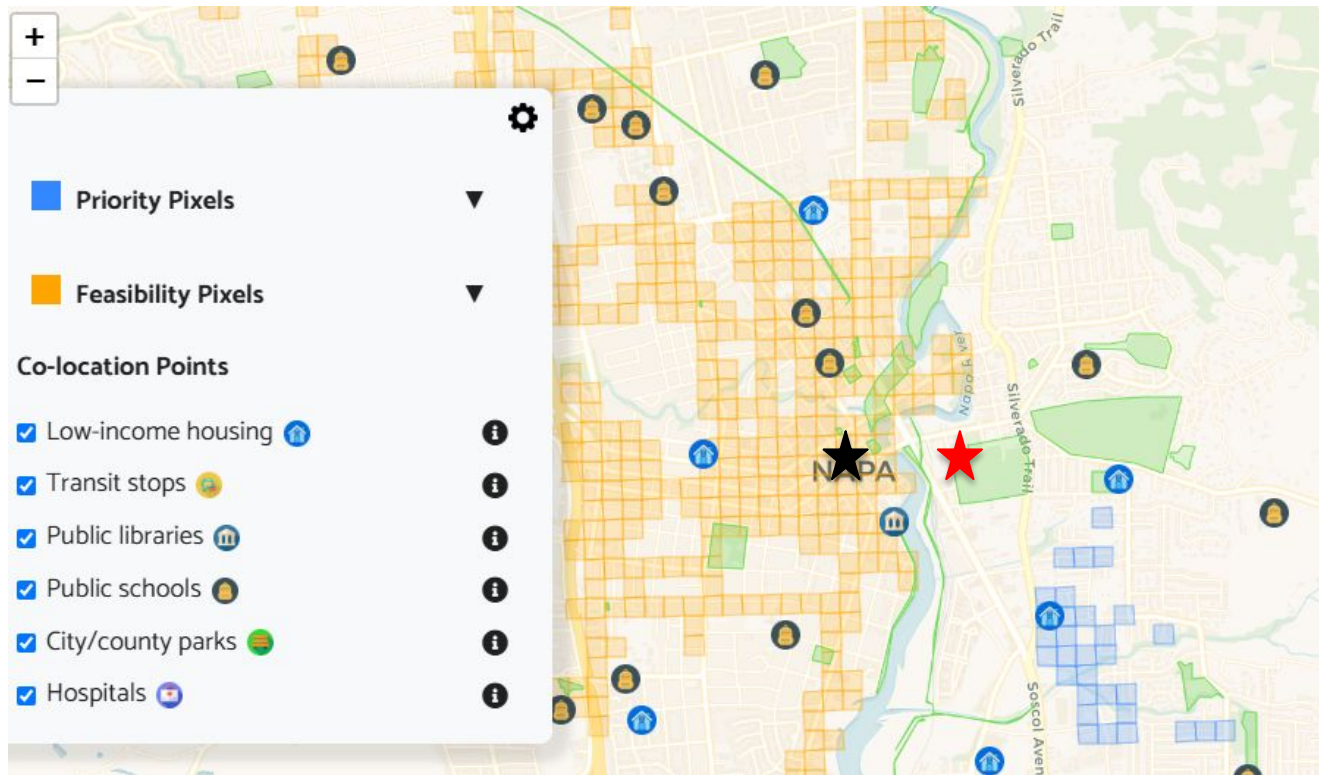 +
−
Silverado Trail
Priority Pixels
Feasibility Pixels
Co-location Points
Low-income housing
Transit stops
Public libraries
Public schools
City/county parks
Hospitals
Silverado Trail
NAPA
Soscol Aven